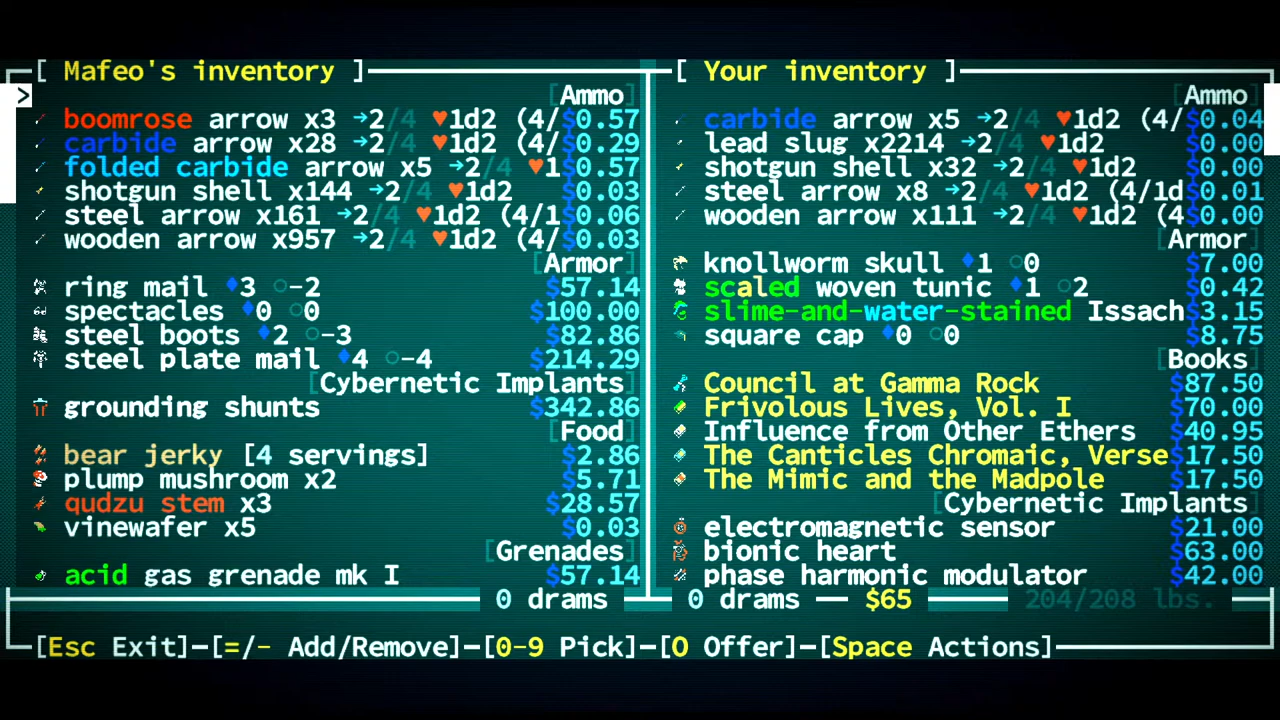 [ Mafeo's inventory ]
>
[Ammo]
boomrose arrow x3 →2/4 ♥1d2 (4/$0.57
carbide arrow x28 →2/4 ♥1d2 (4/$0.29
folded carbide arrow x5 →2/4 ♥1$0.57
shotgun shell x144 →2/4 ♥1d2 $0.03
steel arrow x161 →2/4 ♥1d2 (4/1$0.06
wooden arrow x957 →2/4 ♥1d2 (4/$0.03
[Armor]
ring mail ♦3 ○-2 $57.14
spectacles ♦0 ○0 $100.00
steel boots ♦2 ○-3 $82.86
steel plate mail ♦4 ○-4 $214.29
[Cybernetic Implants]
grounding shunts $342.86
[Food]
bear jerky [4 servings] $2.86
plump mushroom x2 $5.71
qudzu stem x3 $28.57
vinewafer x5 $0.03
[Grenades]
acid gas grenade mk I $57.14
0 drams
[ Your inventory ]
[Ammo]
carbide arrow x5 →2/4 ♥1d2 (4/$0.04
lead slug x2214 →2/4 ♥1d2 $0.00
shotgun shell x32 →2/4 ♥1d2 $0.00
steel arrow x8 →2/4 ♥1d2 (4/1d$0.01
wooden arrow x111 →2/4 ♥1d2 (4$0.00
[Armor]
knollworm skull ♦1 ○0 $7.00
scaled woven tunic ♦1 ○2 $0.42
slime-and-water-stained Issach$3.15
square cap ♦0 ○0 $8.75
[Books]
Council at Gamma Rock $87.50
Frivolous Lives, Vol. I $70.00
Influence from Other Ethers $40.95
The Canticles Chromaic, Verse$17.50
The Mimic and the Madpole $17.50
[Cybernetic Implants]
electromagnetic sensor $21.00
bionic heart $63.00
phase harmonic modulator $42.00
0 drams — $65 204/208 lbs.
[Esc Exit]-[=/- Add/Remove]-[0-9 Pick]-[O Offer]-[Space Actions]